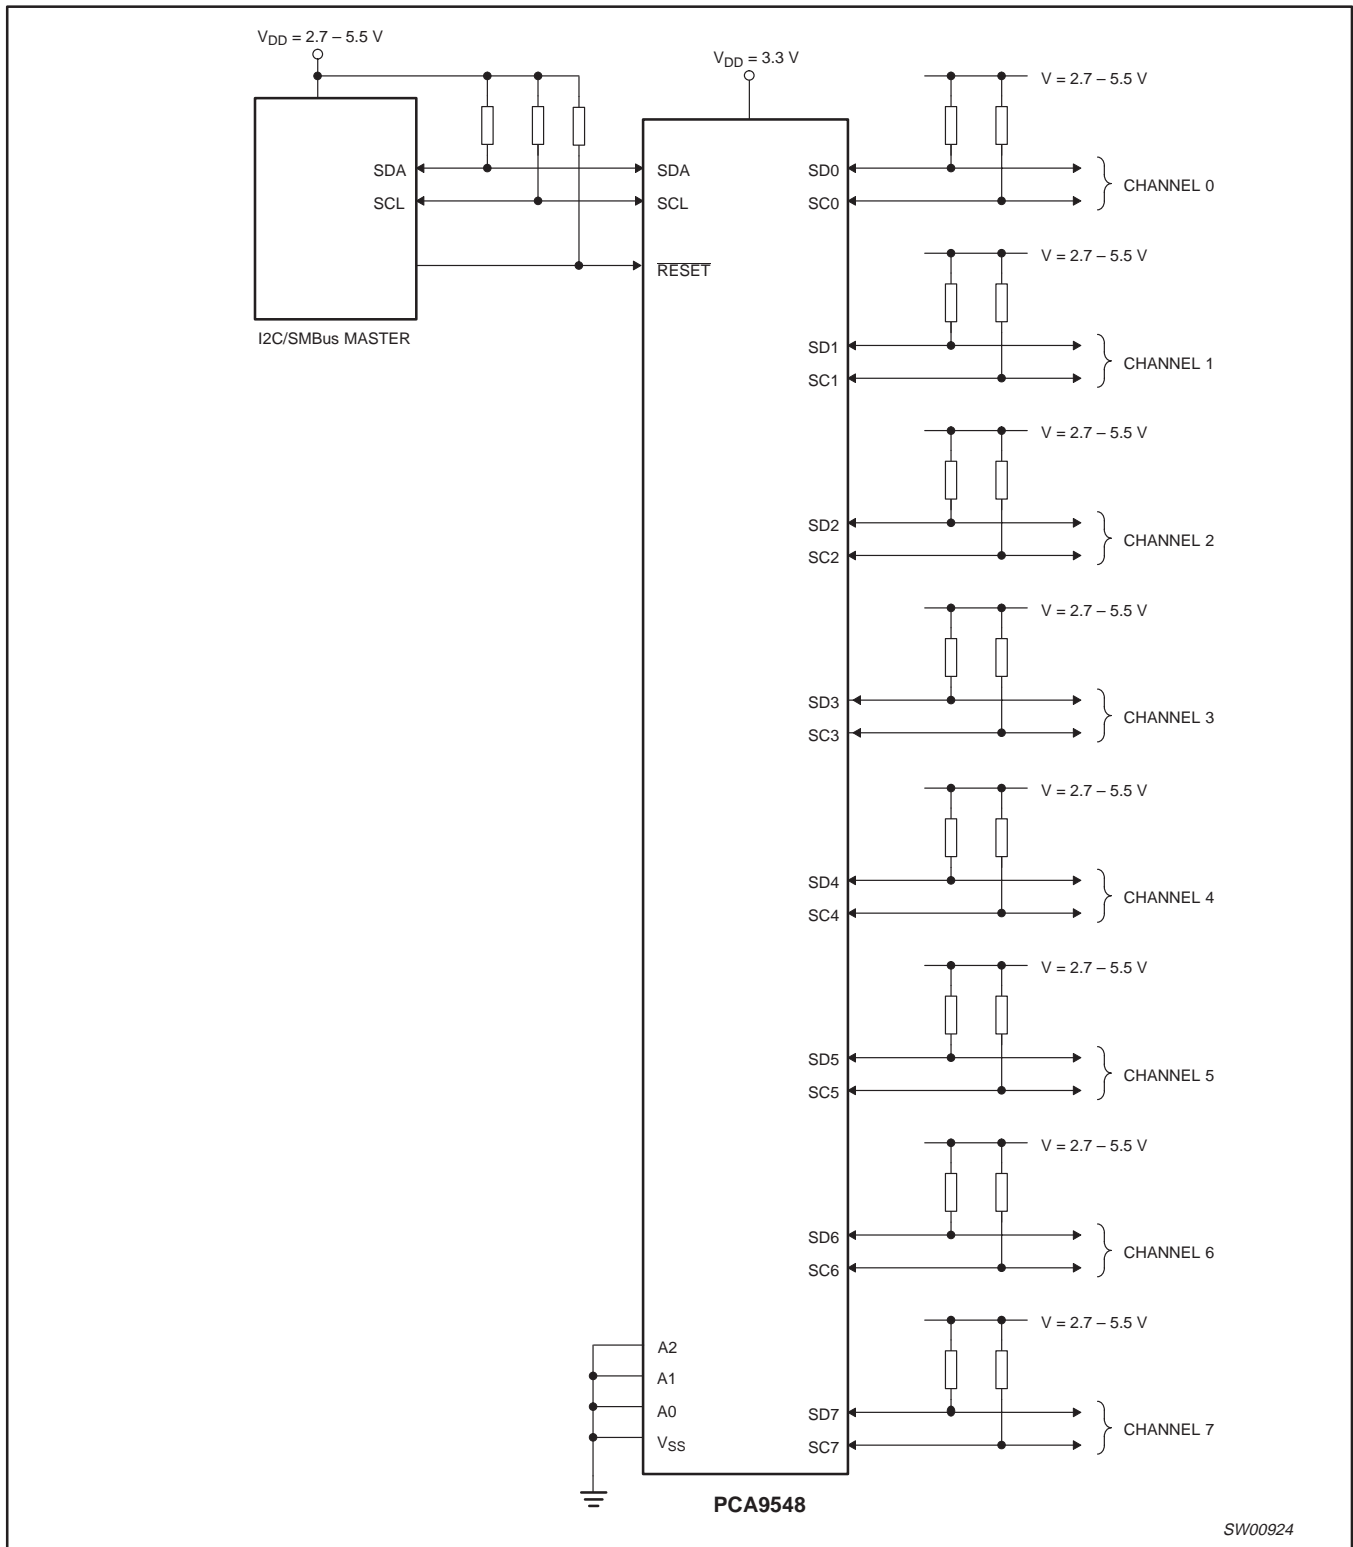 V_DD = 2.7 – 5.5 V
V_DD = 3.3 V
V = 2.7 – 5.5 V
SDA
SDA
SD0
CHANNEL 0
SCL
SCL
SC0
V = 2.7 – 5.5 V
RESET
I2C/SMBus MASTER
SD1
CHANNEL 1
SC1
V = 2.7 – 5.5 V
SD2
CHANNEL 2
SC2
V = 2.7 – 5.5 V
SD3
CHANNEL 3
SC3
V = 2.7 – 5.5 V
SD4
CHANNEL 4
SC4
V = 2.7 – 5.5 V
SD5
CHANNEL 5
SC5
V = 2.7 – 5.5 V
SD6
CHANNEL 6
SC6
V = 2.7 – 5.5 V
A2
A1
A0
SD7
CHANNEL 7
V_SS
SC7
PCA9548
SW00924